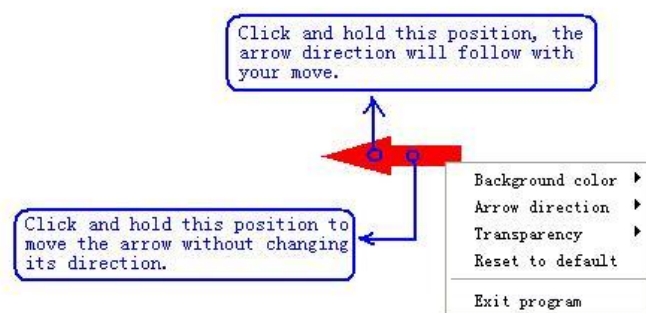 Click and hold this position, the
arrow direction will follow with
your move.
Click and hold this position to
move the arrow without changing
its direction.
Background color
Arrow direction
Transparency
Reset to default
Exit program